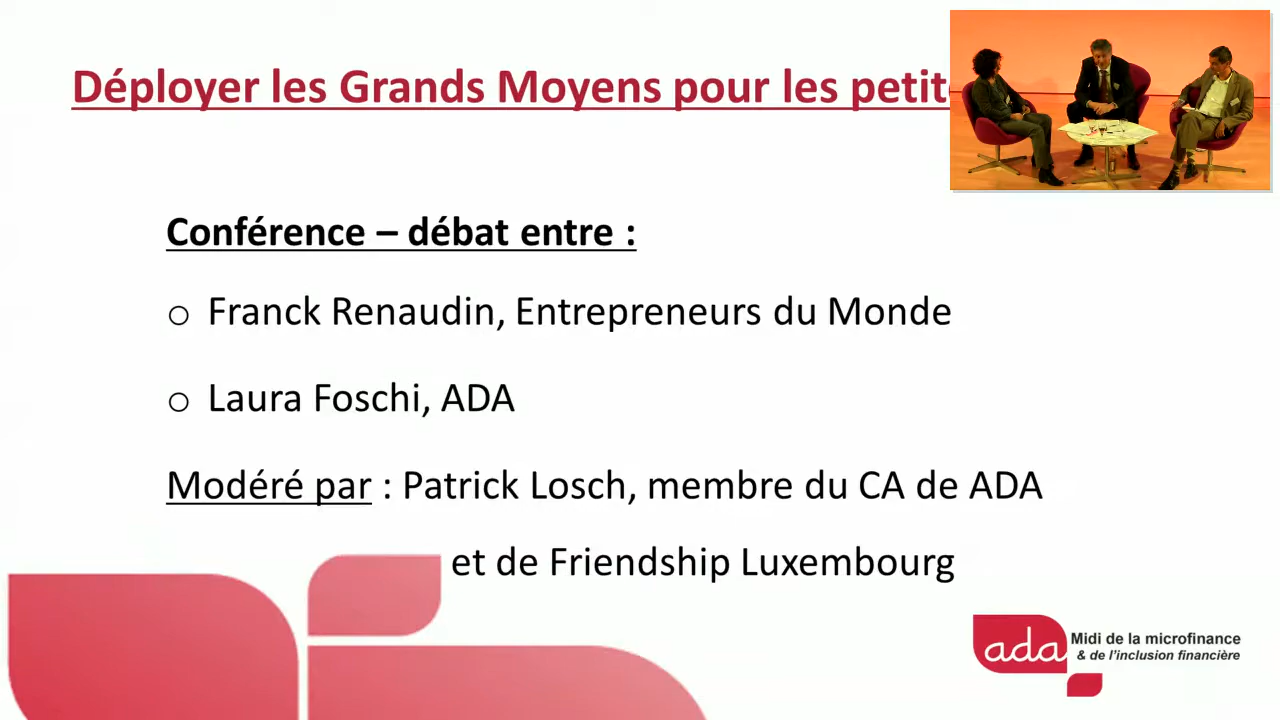 Déployer les Grands Moyens pour les petit
Conférence – débat entre :
o Franck Renaudin, Entrepreneurs du Monde
o Laura Foschi, ADA
Modéré par : Patrick Losch, membre du CA de ADA
et de Friendship Luxembourg
ada Midi de la microfinance
& de l'inclusion financière